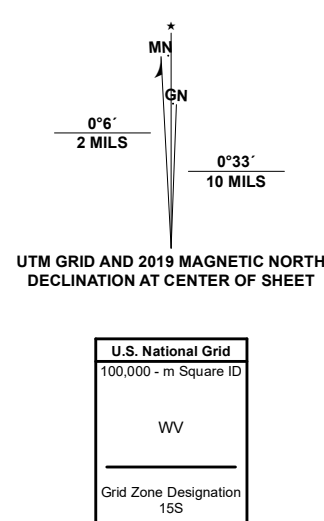 ★
MN
GN
0°6´
2 MILS
0°33´
10 MILS
UTM GRID AND 2019 MAGNETIC NORTH
DECLINATION AT CENTER OF SHEET
U.S. National Grid
100,000 - m Square ID
WV
Grid Zone Designation
15S